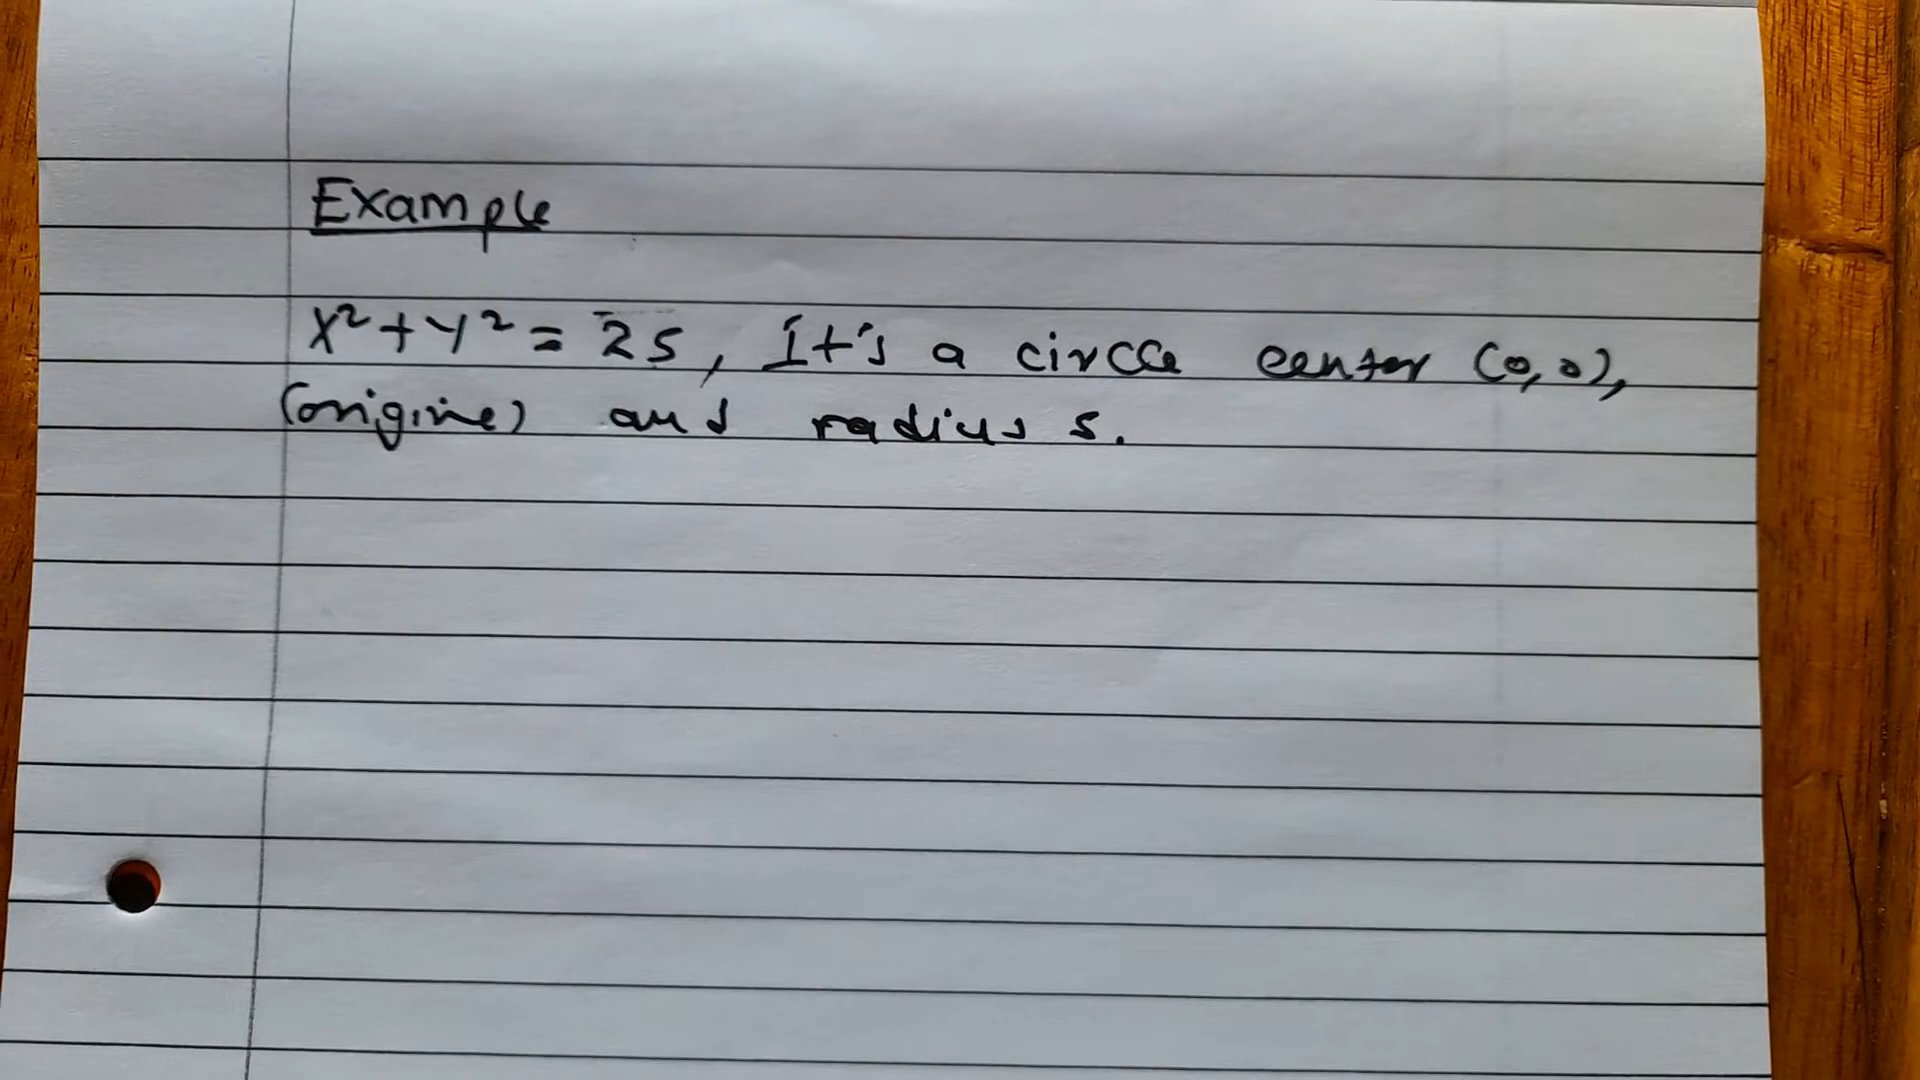 Example
x² + y² = 25, It's a circle center (0,0),
(origine) and radius 5.